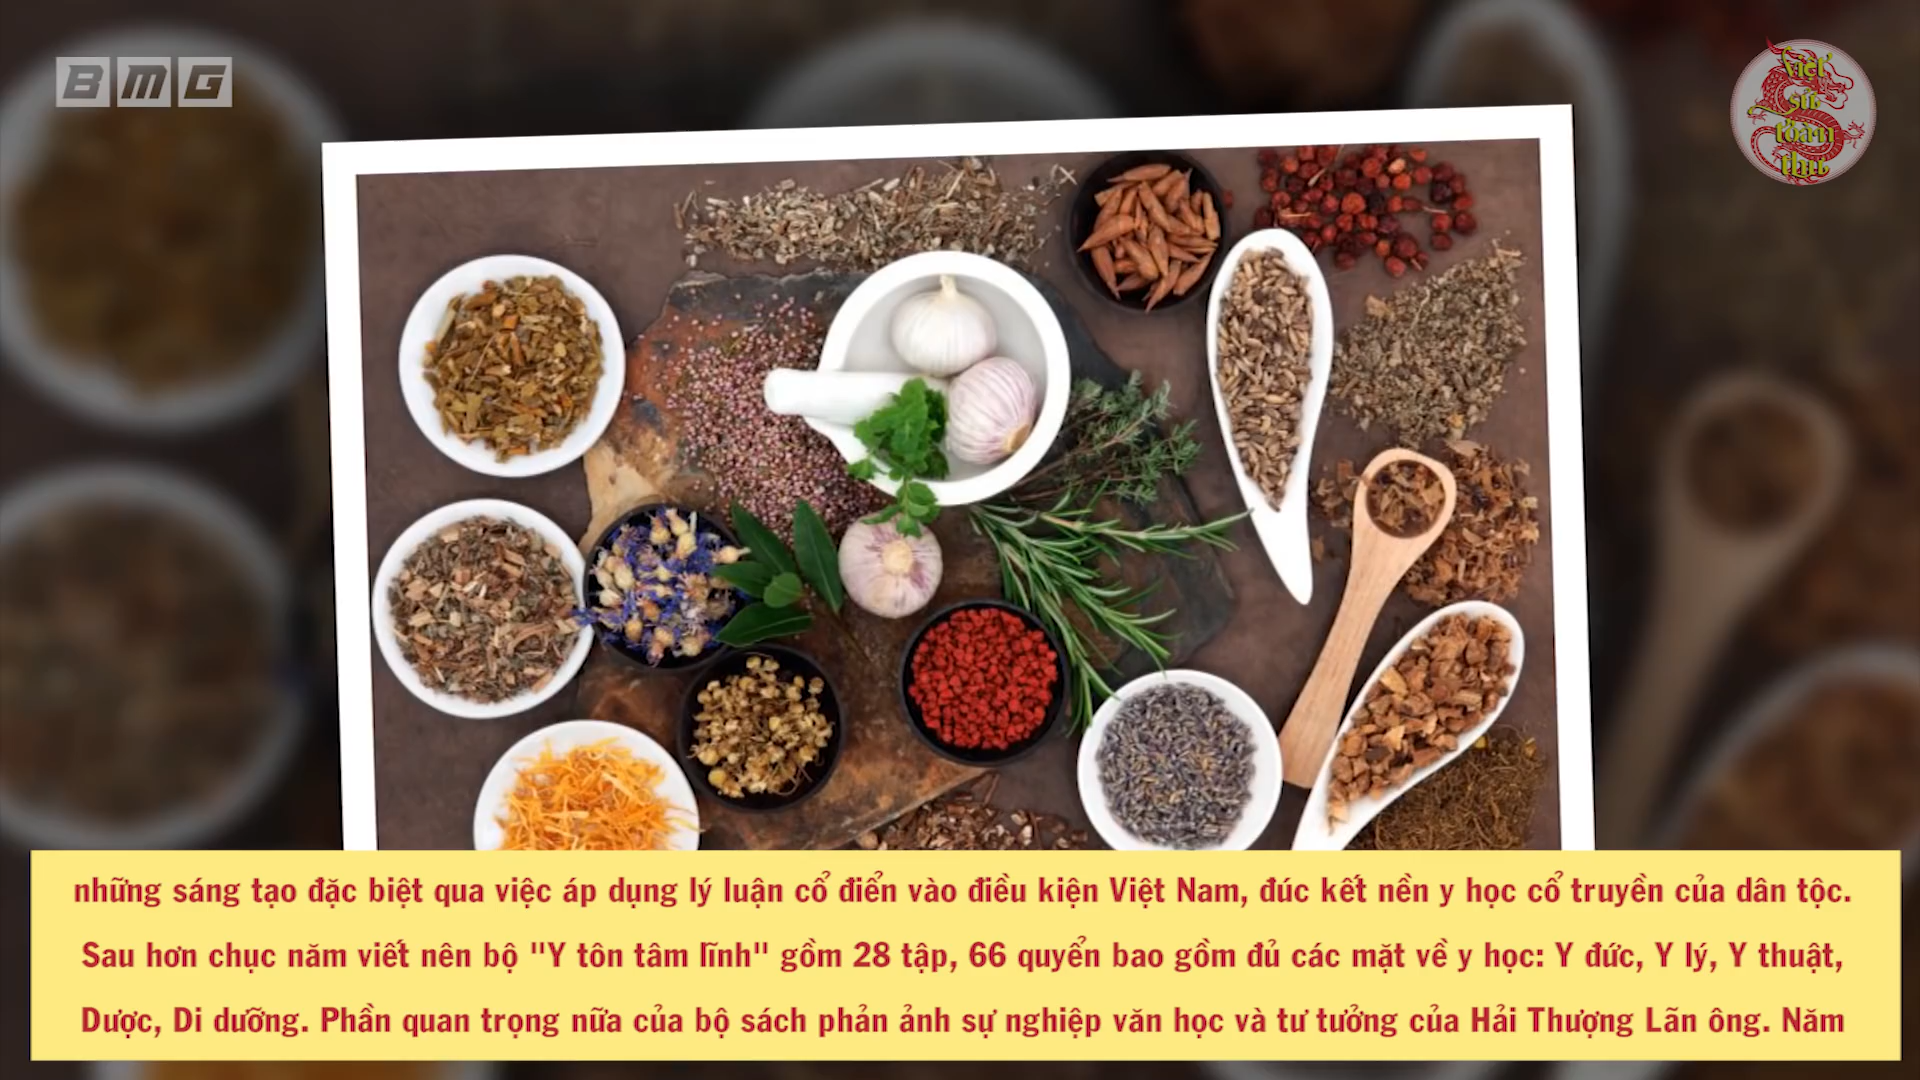 BMG
Việt
sử
toàn
thư
những sáng tạo đặc biệt qua việc áp dụng lý luận cổ điển vào điều kiện Việt Nam, đúc kết nền y học cổ truyền của dân tộc.
Sau hơn chục năm viết nên bộ "Y tôn tâm lĩnh" gồm 28 tập, 66 quyển bao gồm đủ các mặt về y học: Y đức, Y lý, Y thuật,
Dược, Di dưỡng. Phần quan trọng nữa của bộ sách phản ảnh sự nghiệp văn học và tư tưởng của Hải Thượng Lãn ông. Năm